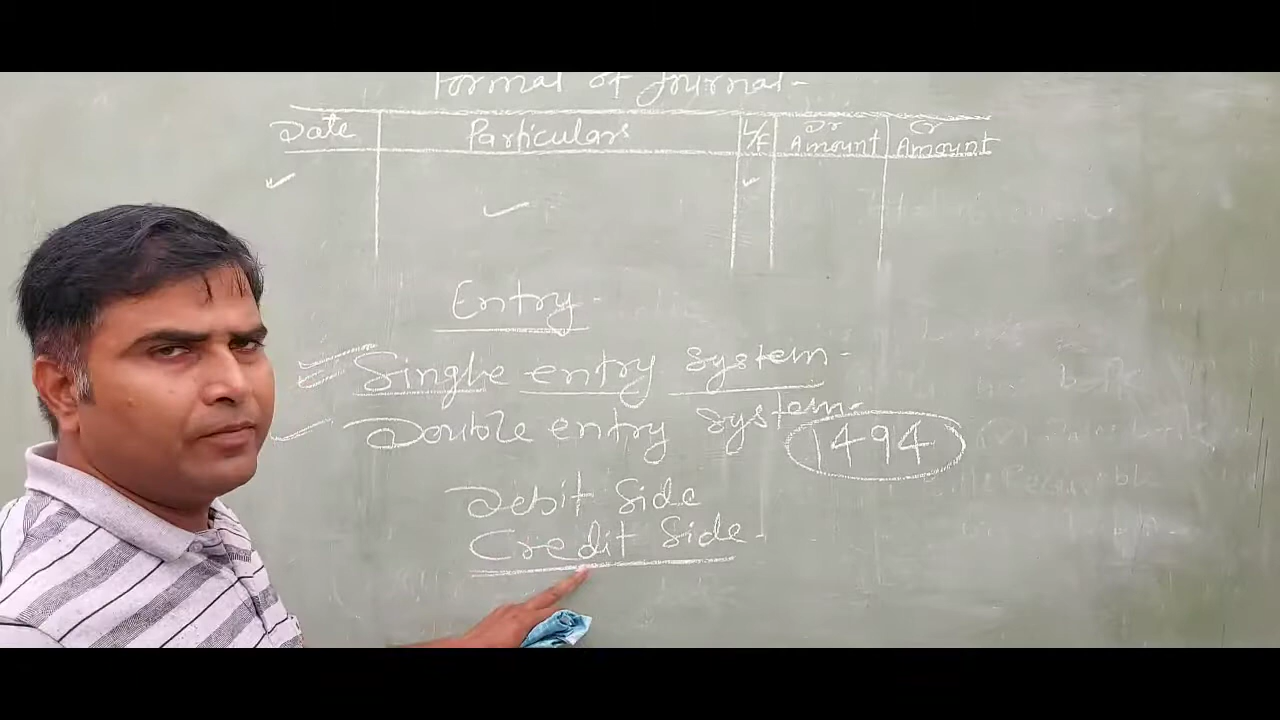 Format of Journal-
Date Particulars L/F Dr Amount Cr Amount
Entry-
Single entry system-
Double entry system-
1494
Debit Side
Credit Side-